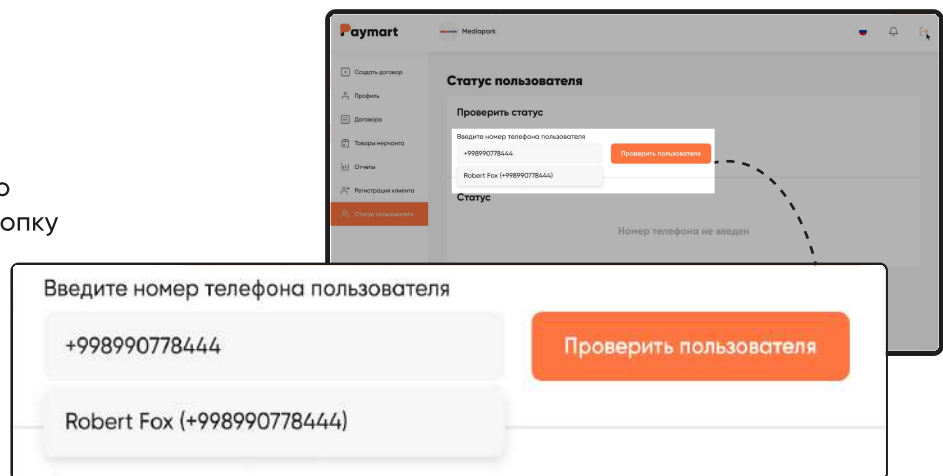 Paymart
Mediapark
Создать договор
Профиль
Договора
Товары мерчанта
Отчеты
Регистрация клиента
Статус пользователя
Статус пользователя
Проверить статус
Введите номер телефона пользователя
+998990778444
Проверить пользователя
Robert Fox (+998990778444)
Статус
Номер телефона не введен
о
опку
Введите номер телефона пользователя
+998990778444
Проверить пользователя
Robert Fox (+998990778444)